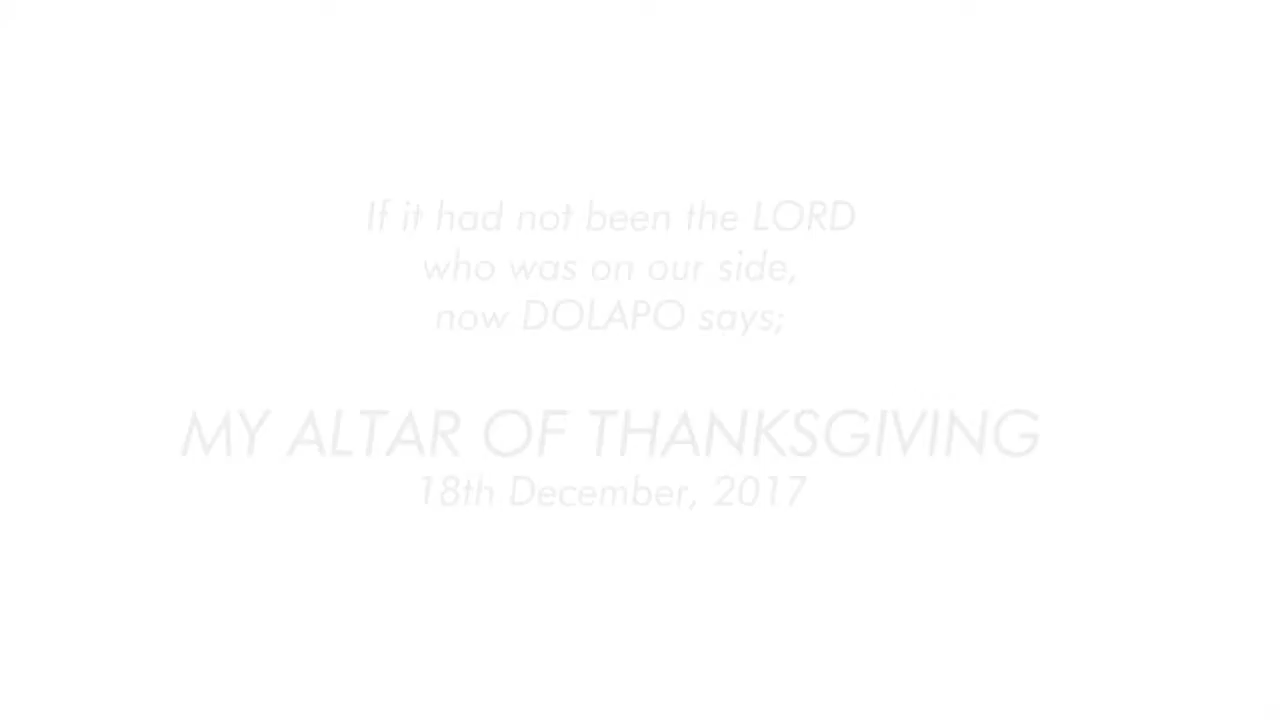 If it had not been the LORD
who was on our side,
now DOLAPO says;
MY ALTAR OF THANKSGIVING
18th December, 2017